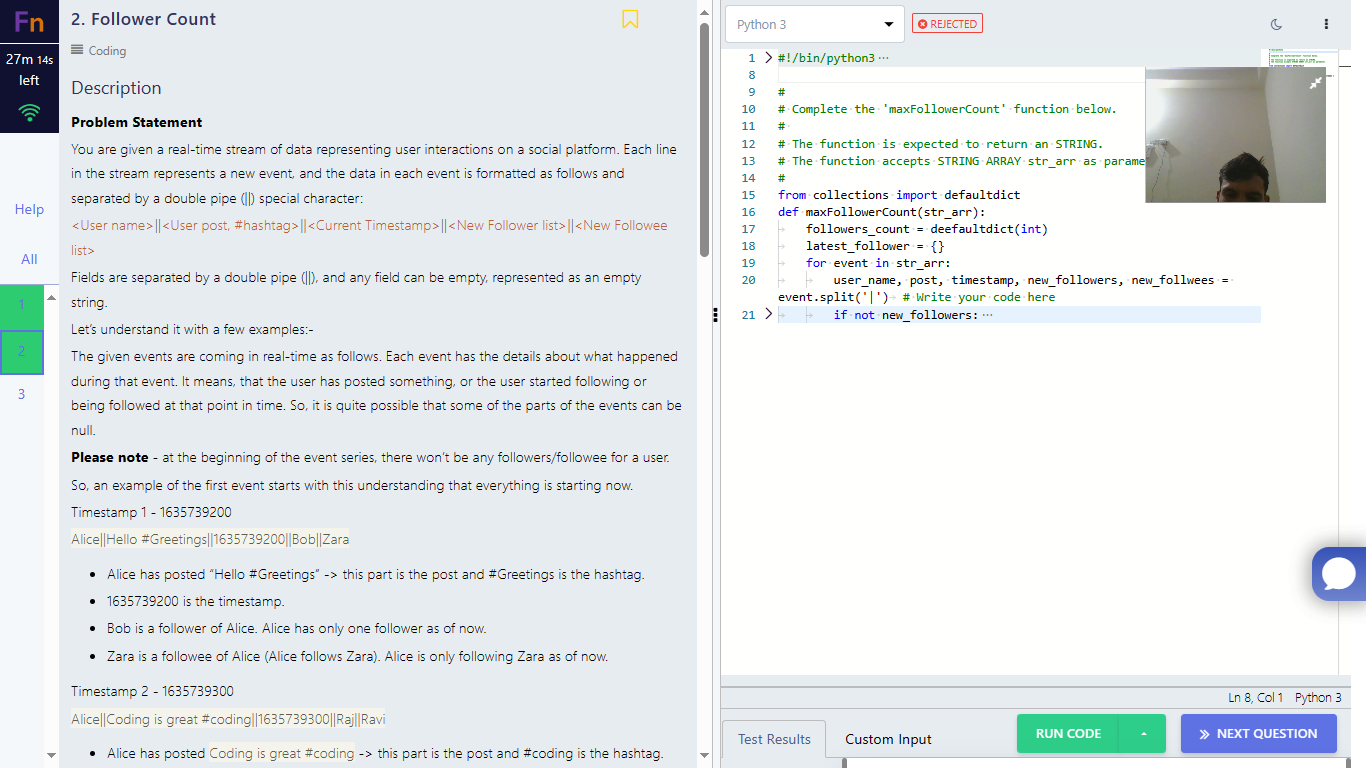 Fn
27m 14s
left
Help
All
1
2
3
2. Follower Count
Coding
Description
Problem Statement
You are given a real-time stream of data representing user interactions on a social platform. Each line
in the stream represents a new event, and the data in each event is formatted as follows and
separated by a double pipe (||) special character:
<User name>||<User post, #hashtag>||<Current Timestamp>||<New Follower list>||<New Followee
list>
Fields are separated by a double pipe (||), and any field can be empty, represented as an empty
string.
Let's understand it with a few examples:-
The given events are coming in real-time as follows. Each event has the details about what happened
during that event. It means, that the user has posted something, or the user started following or
being followed at that point in time. So, it is quite possible that some of the parts of the events can be
null.
Please note - at the beginning of the event series, there won't be any followers/followee for a user.
So, an example of the first event starts with this understanding that everything is starting now.
Timestamp 1 - 1635739200
Alice||Hello #Greetings||1635739200||Bob||Zara
• Alice has posted “Hello #Greetings” -> this part is the post and #Greetings is the hashtag.
• 1635739200 is the timestamp.
• Bob is a follower of Alice. Alice has only one follower as of now.
• Zara is a followee of Alice (Alice follows Zara). Alice is only following Zara as of now.
Timestamp 2 - 1635739300
Alice||Coding is great #coding||1635739300||Raj||Ravi
• Alice has posted Coding is great #coding -> this part is the post and #coding is the hashtag.
Python 3
REJECTED
1 #!/bin/python3 ···
8
9 #
10 # Complete the 'maxFollowerCount' function below.
11 #
12 # The function is expected to return an STRING.
13 # The function accepts STRING ARRAY str_arr as parame
14 #
15 from collections import defaultdict
16 def maxFollowerCount(str_arr):
17 followers_count = deefaultdict(int)
18 latest_follower = {}
19 for event in str_arr:
20 user_name, post, timestamp, new_followers, new_follwees =
event.split('|') # Write your code here
21 if not new_followers: ···
Ln 8, Col 1 Python 3
Test Results
Custom Input
RUN CODE
NEXT QUESTION